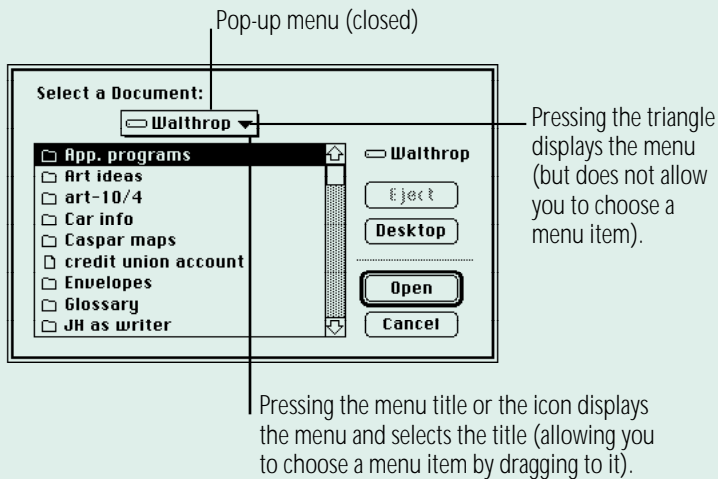 Pop-up menu (closed)
Select a Document:
Walthrop
Pressing the triangle
displays the menu
(but does not allow
you to choose a
menu item).
App. programs
Art ideas
art-10/4
Car info
Caspar maps
credit union account
Envelopes
Glossary
JH as writer
Walthrop
Eject
Desktop
Open
Cancel
Pressing the menu title or the icon displays
the menu and selects the title (allowing you
to choose a menu item by dragging to it).